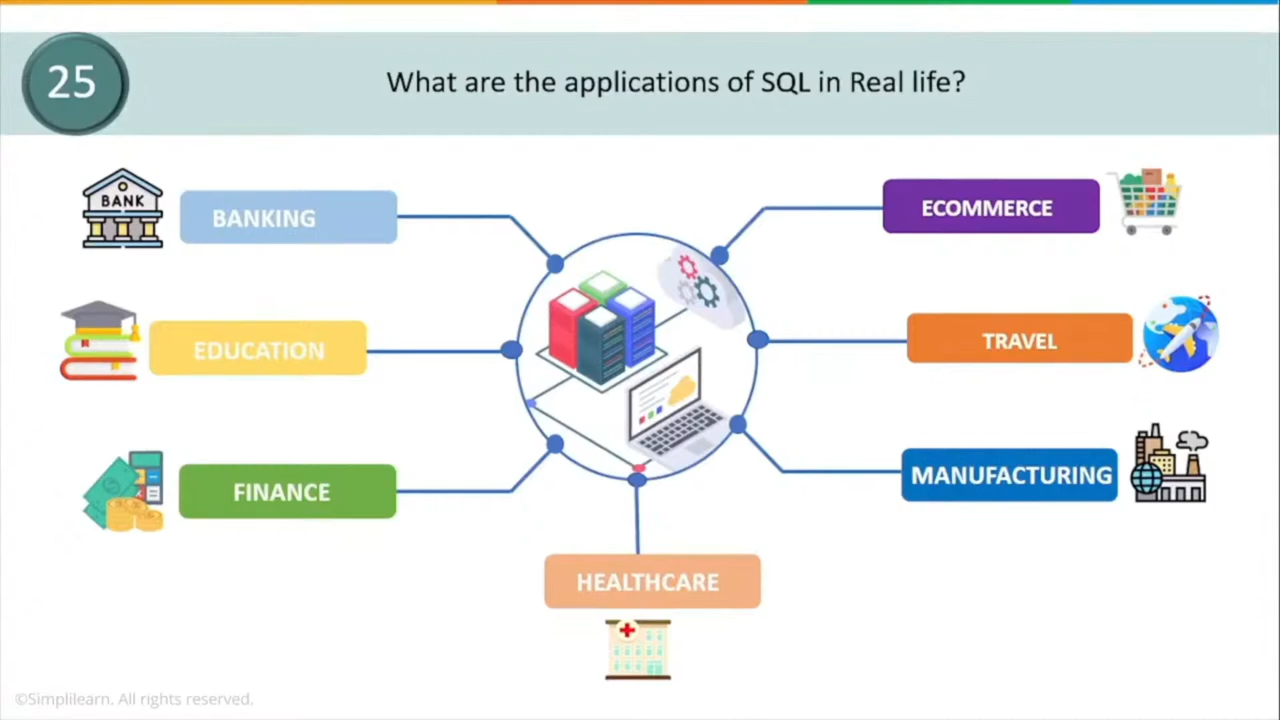 25
What are the applications of SQL in Real life?
BANK
BANKING
ECOMMERCE
EDUCATION
TRAVEL
FINANCE
MANUFACTURING
HEALTHCARE
©Simplilearn. All rights reserved.